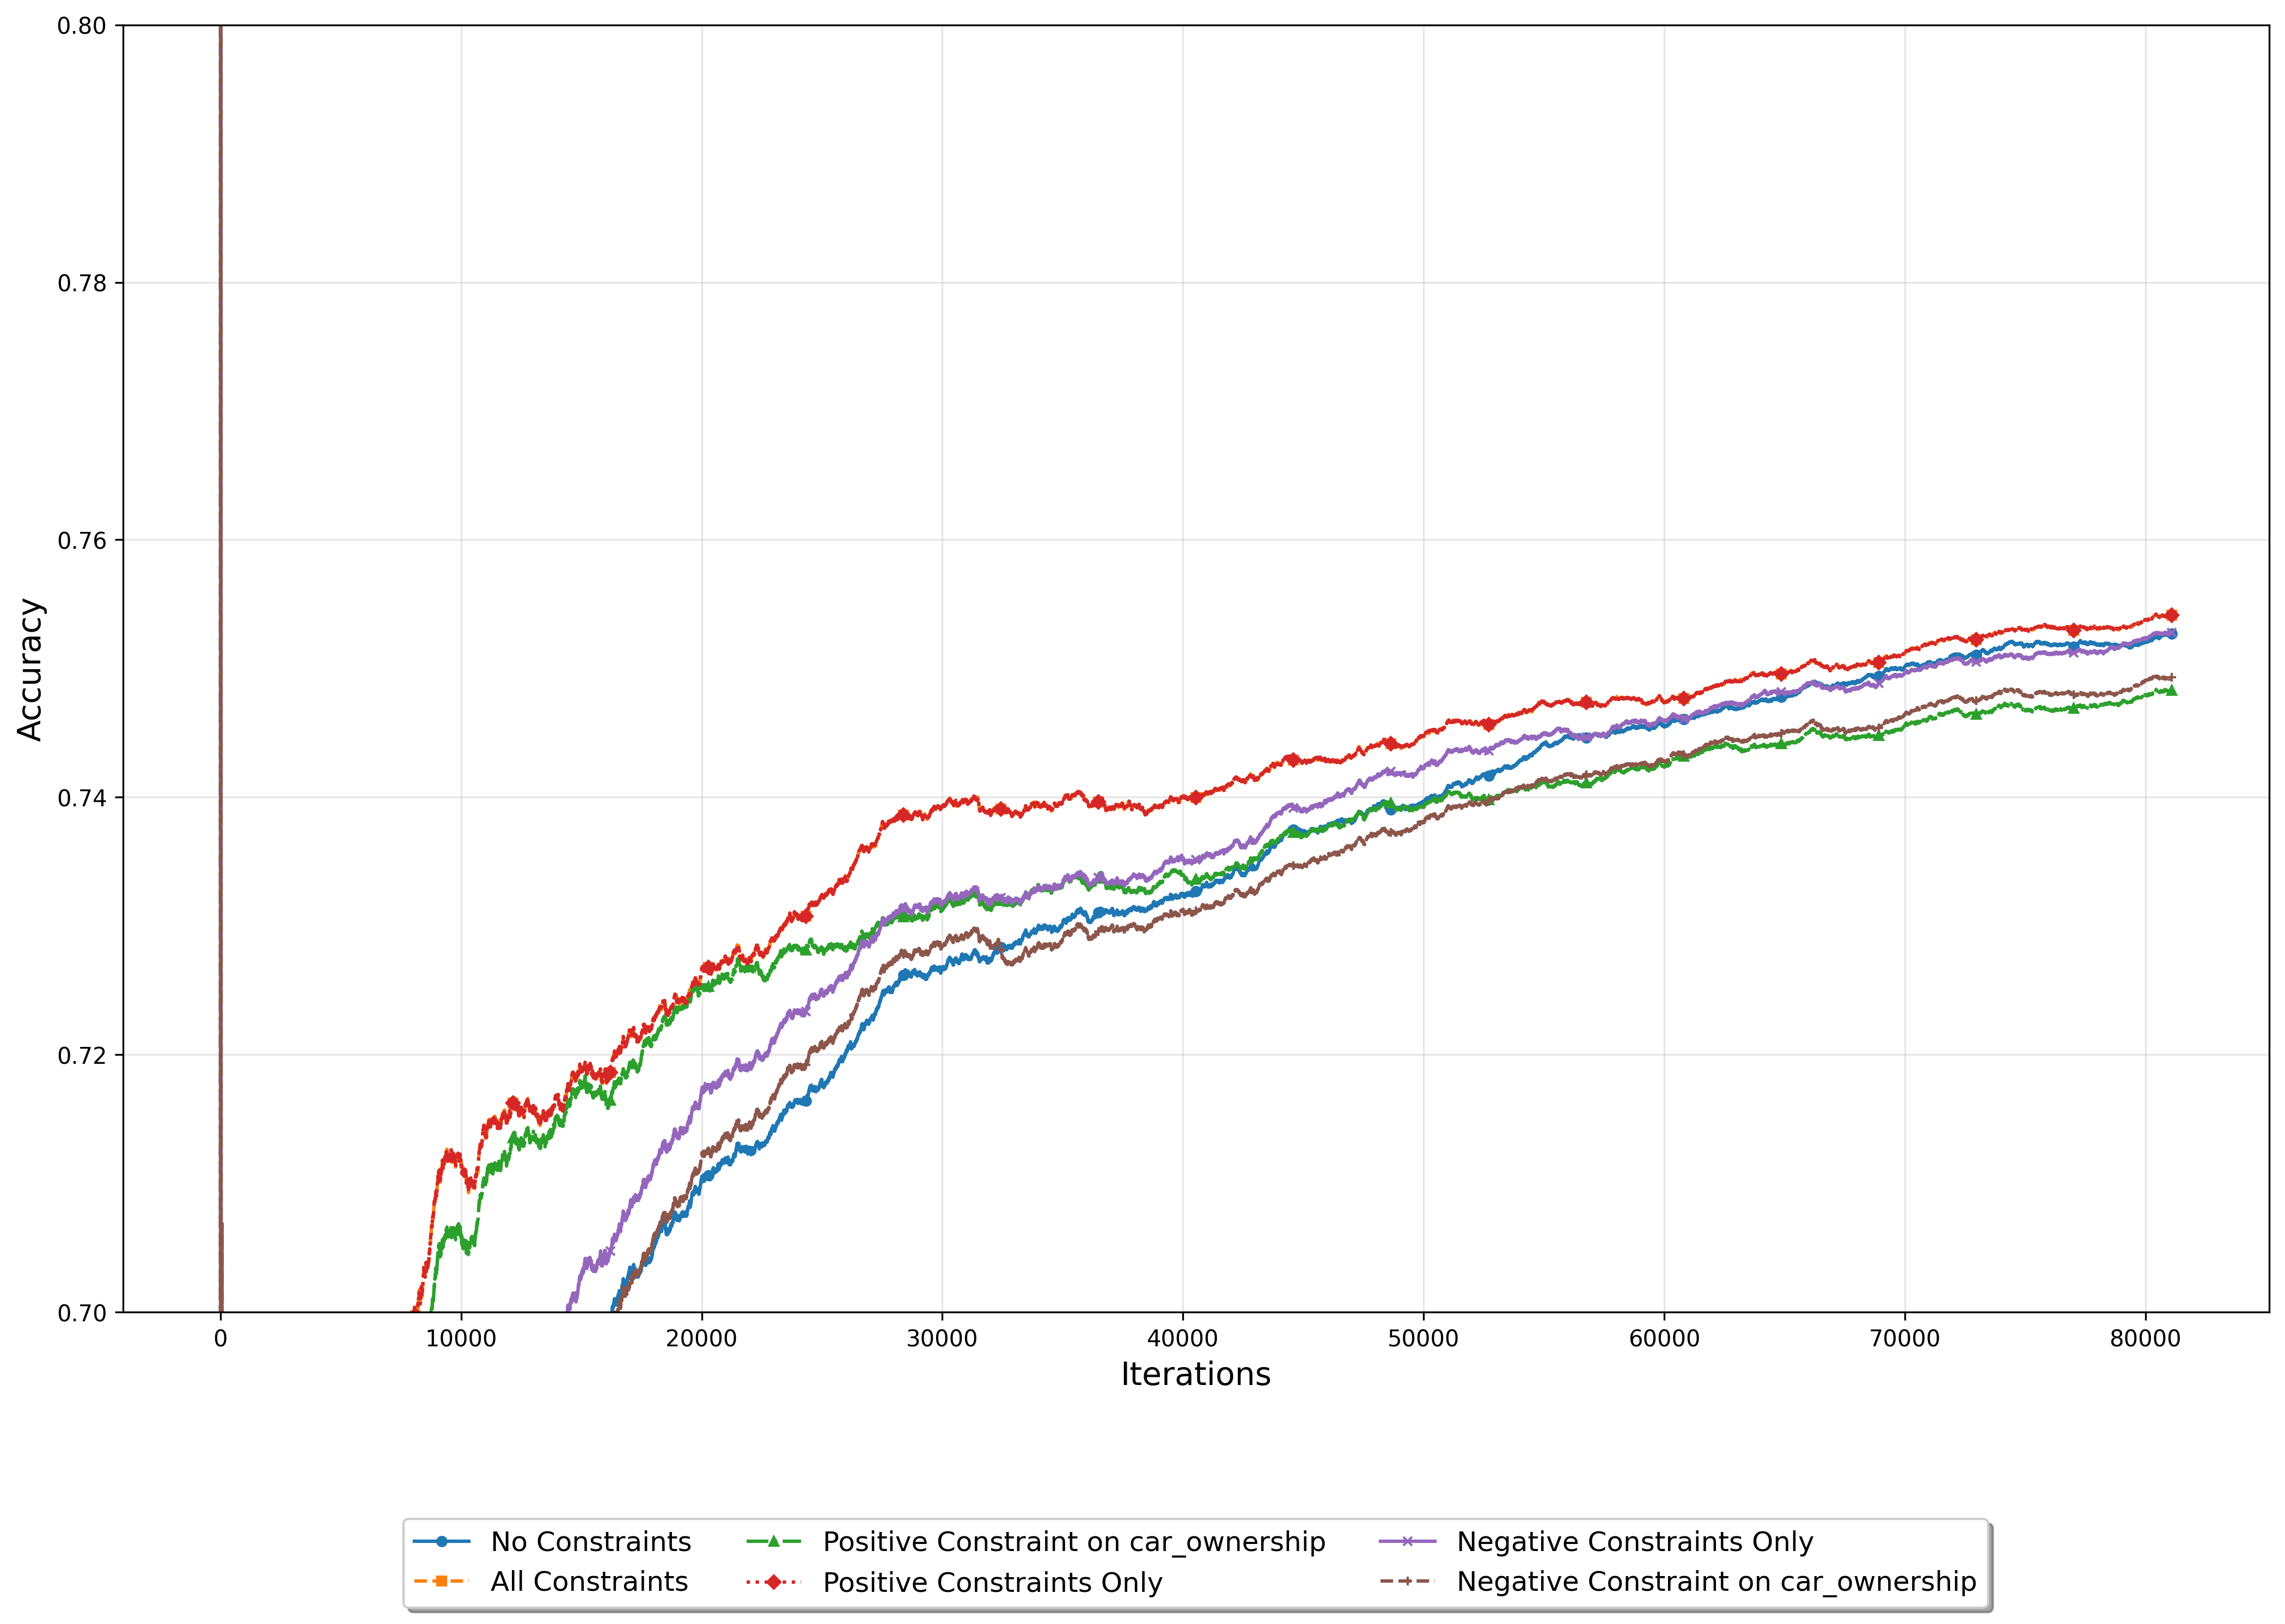 0.80
0.78
0.76
0.74
0.72
0.70
Accuracy
0 10000 20000 30000 40000 50000 60000 70000 80000
Iterations
No Constraints Positive Constraint on car_ownership Negative Constraints Only
All Constraints Positive Constraints Only Negative Constraint on car_ownership